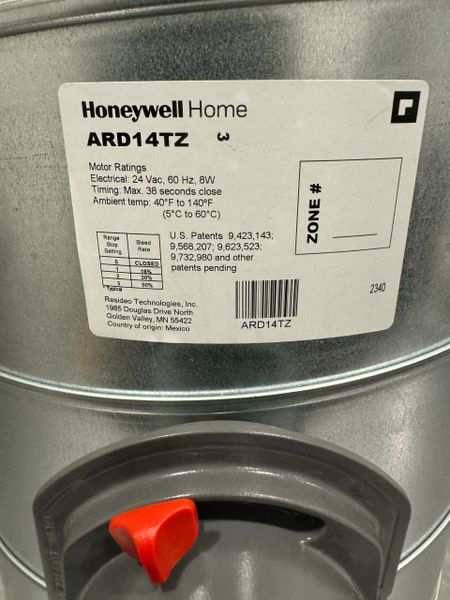 Honeywell Home
ARD14TZ 3
Motor Ratings
Electrical: 24 Vac, 60 Hz, 8W
Timing: Max. 38 seconds close
Ambient temp: 40°F to 140°F
(5°C to 60°C)
ZONE #
Range Stop Setting Bleed Rate
0 CLOSED
1 15%
2 30%
3 50%
* Typical
U.S. Patents 9,423,143;
9,568,207; 9,623,523;
9,732,980 and other
patents pending
Resideo Technologies, Inc.
1985 Douglas Drive North
Golden Valley, MN 55422
Country of origin: Mexico
ARD14TZ
2340